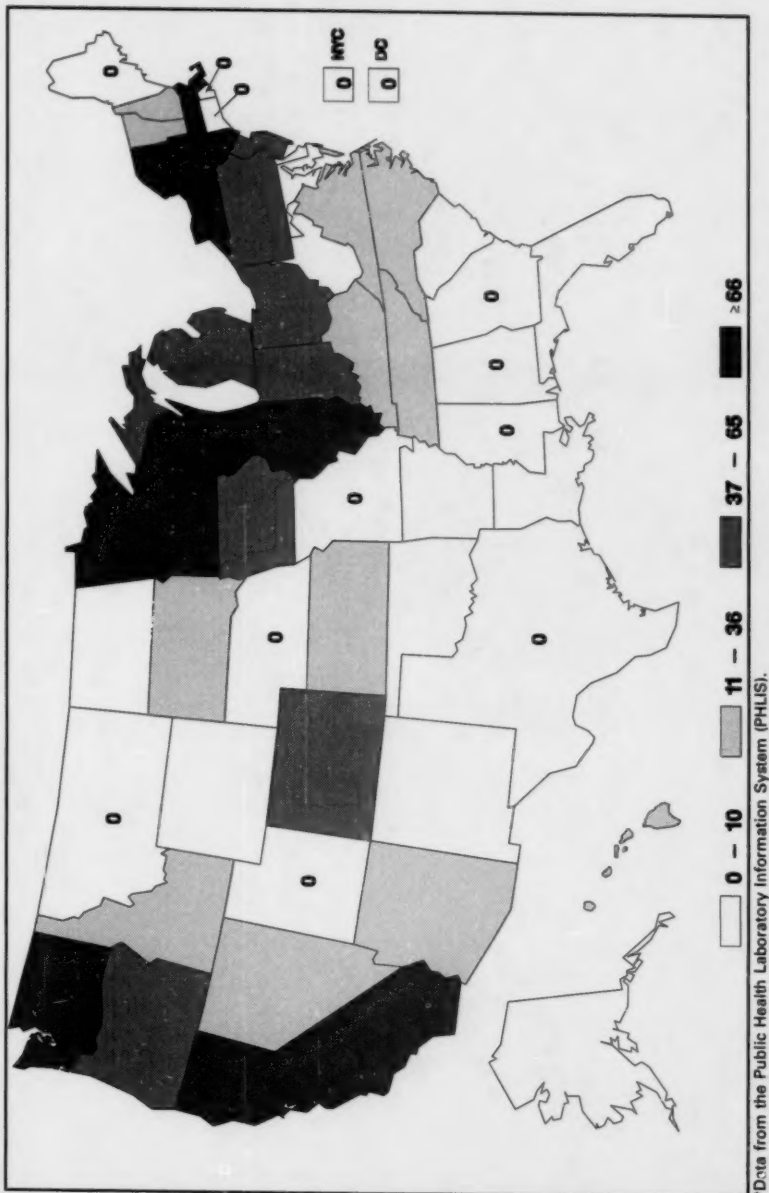 0
0
0
0
0 NYC
0 DC
0
0
0
0
0
0
0
0 – 10 11 – 36 37 – 65 ≥66
Data from the Public Health Laboratory Information System (PHLIS).